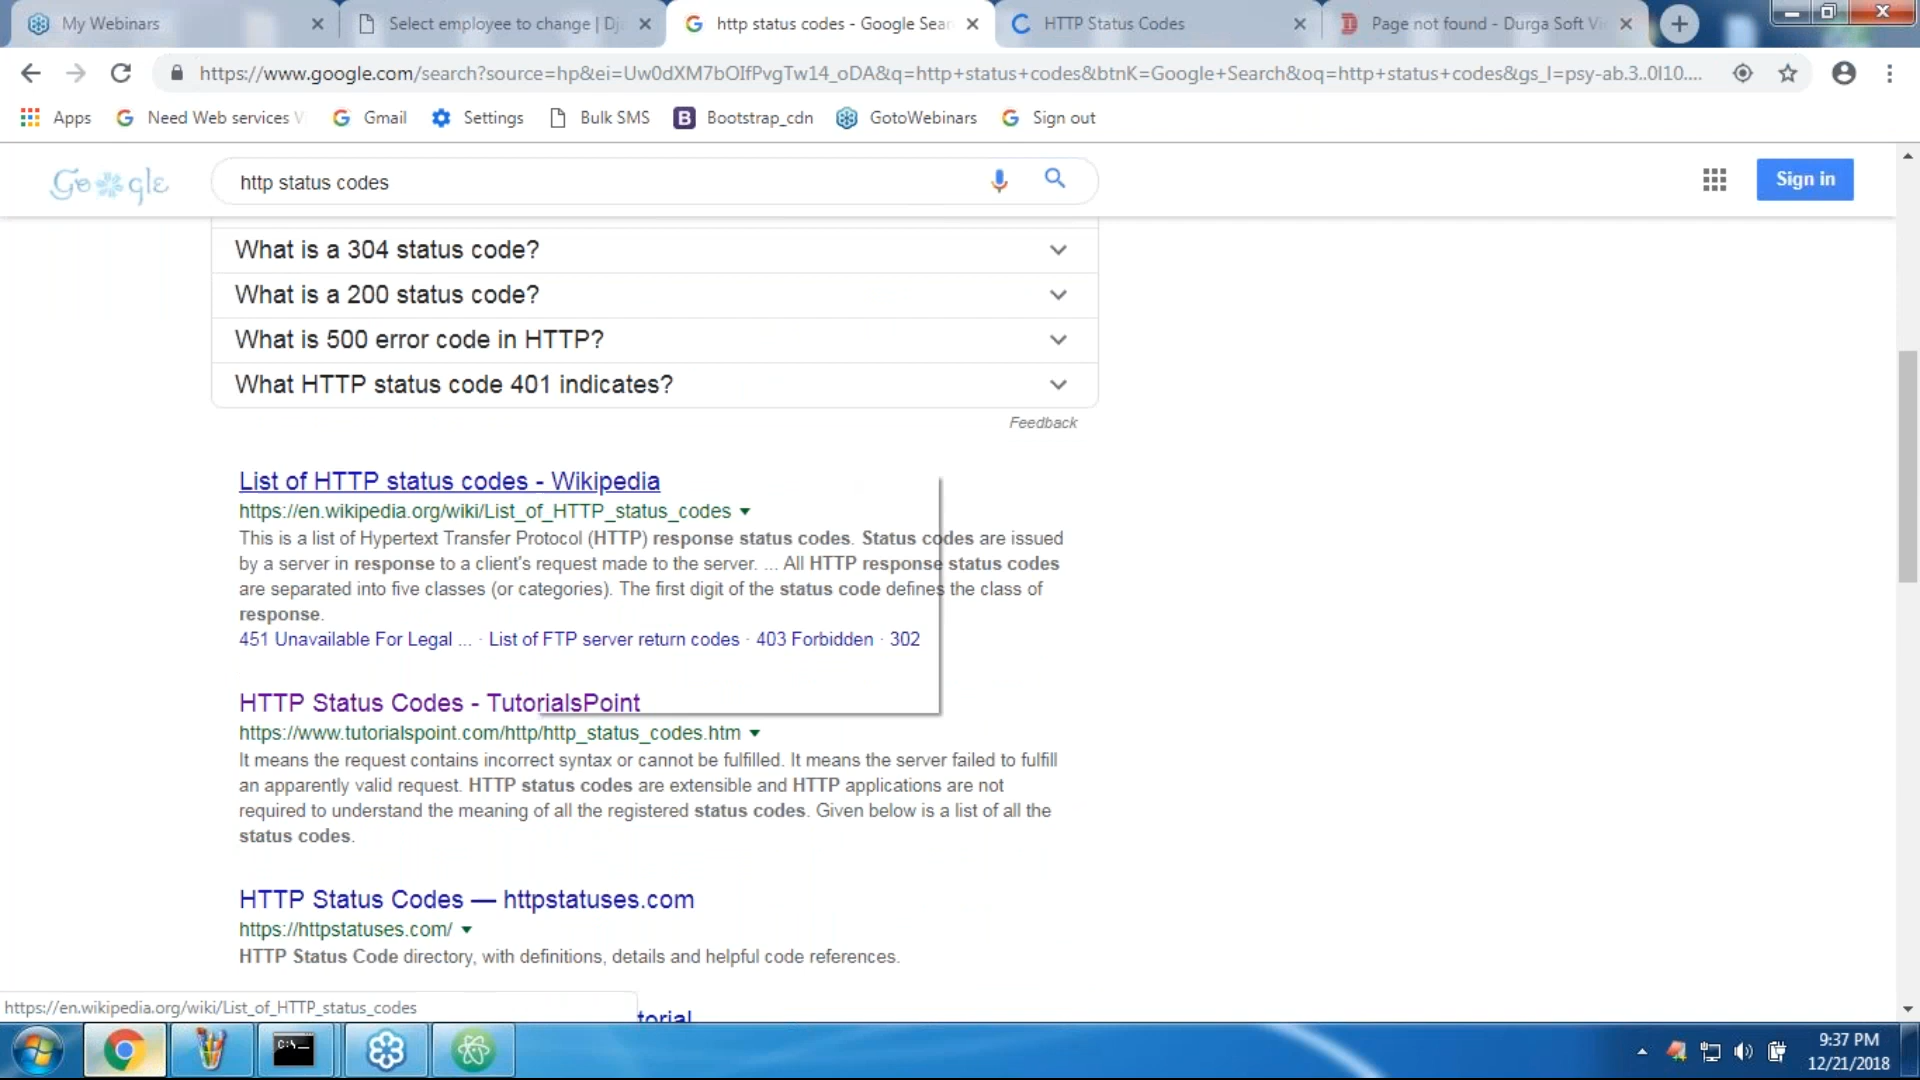 My Webinars
Select employee to change | Dj
http status codes - Google Sear
HTTP Status Codes
Page not found - Durga Soft Vi
https://www.google.com/search?source=hp&ei=Uw0dXM7bOIfPvgTw14_oDA&q=http+status+codes&btnK=Google+Search&oq=http+status+codes&gs_l=psy-ab.3..0l10....
Apps
Need Web services V
Gmail
Settings
Bulk SMS
B Bootstrap_cdn
GotoWebinars
Sign out
Google
http status codes
Sign in
What is a 304 status code?
What is a 200 status code?
What is 500 error code in HTTP?
What HTTP status code 401 indicates?
Feedback
List of HTTP status codes - Wikipedia
https://en.wikipedia.org/wiki/List_of_HTTP_status_codes
This is a list of Hypertext Transfer Protocol (HTTP) response status codes. Status codes are issued
by a server in response to a client's request made to the server. ... All HTTP response status codes
are separated into five classes (or categories). The first digit of the status code defines the class of
response.
451 Unavailable For Legal ... · List of FTP server return codes · 403 Forbidden · 302
HTTP Status Codes - TutorialsPoint
https://www.tutorialspoint.com/http/http_status_codes.htm
It means the request contains incorrect syntax or cannot be fulfilled. It means the server failed to fulfill
an apparently valid request. HTTP status codes are extensible and HTTP applications are not
required to understand the meaning of all the registered status codes. Given below is a list of all the
status codes.
HTTP Status Codes — httpstatuses.com
https://httpstatuses.com/
HTTP Status Code directory, with definitions, details and helpful code references.
https://en.wikipedia.org/wiki/List_of_HTTP_status_codes
torial
C:\_
9:37 PM
12/21/2018